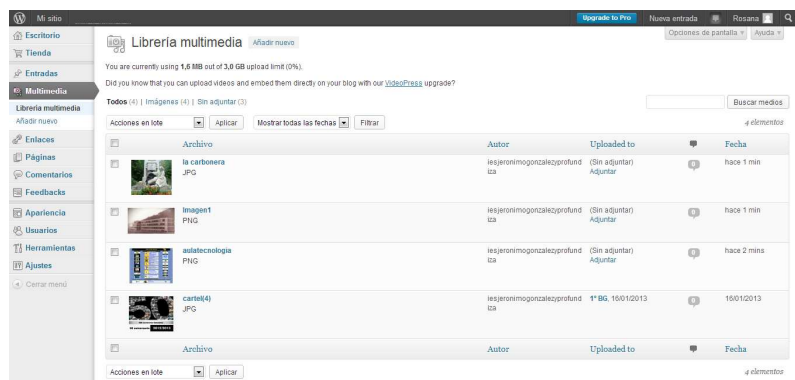 Mi sitio
Upgrade to Pro
Nueva entrada
Rosana
Escritorio
Tienda
Entradas
Multimedia
Librería multimedia
Añadir nuevo
Enlaces
Páginas
Comentarios
Feedbacks
Apariencia
Usuarios
Herramientas
Ajustes
Cerrar menú
Opciones de pantalla
Ayuda
Librería multimedia Añadir nuevo
You are currently using 1,6 MB out of 3,0 GB upload limit (0%).
Did you know that you can upload videos and embed them directly on your blog with our VideoPress upgrade?
Todos (4) | Imágenes (4) | Sin adjuntar (3)
Buscar medios
Acciones en lote Aplicar Mostrar todas las fechas Filtrar
4 elementos
Archivo Autor Uploaded to Fecha
la carbonera
JPG
iesjeronimogonzalezyprofund
iza
(Sin adjuntar)
Adjuntar
0
hace 1 min
Imagen1
PNG
iesjeronimogonzalezyprofund
iza
(Sin adjuntar)
Adjuntar
0
hace 1 min
aulatecnologia
PNG
iesjeronimogonzalezyprofund
iza
(Sin adjuntar)
Adjuntar
0
hace 2 mins
50
cartel(4)
JPG
iesjeronimogonzalezyprofund
iza
1º BG, 16/01/2013
0
16/01/2013
Archivo Autor Uploaded to Fecha
Acciones en lote Aplicar
4 elementos